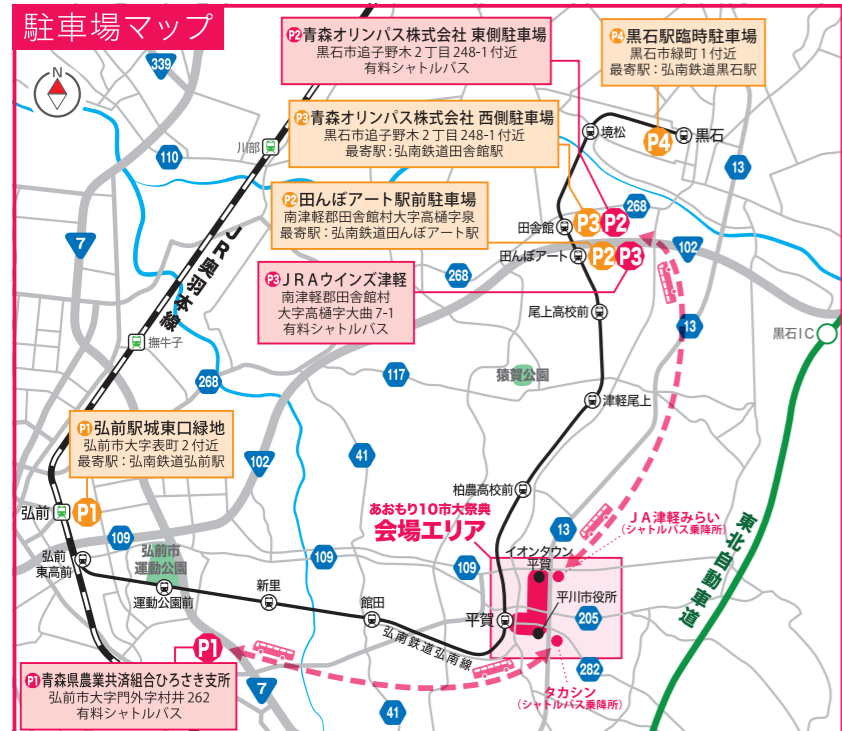 駐車場マップ
N
P2 青森オリンパス株式会社 東側駐車場
黒石市追子野木2丁目248-1付近
有料シャトルバス
P4 黒石駅臨時駐車場
黒石市緑町1付近
最寄駅：弘南鉄道黒石駅
P3 青森オリンパス株式会社 西側駐車場
黒石市追子野木2丁目248-1付近
最寄駅：弘南鉄道田舎館駅
P2 田んぼアート駅前駐車場
南津軽郡田舎館村大字高樋字泉
最寄駅：弘南鉄道田んぼアート駅
P3 JRAウインズ津軽
南津軽郡田舎館村
大字高樋字大曲7-1
有料シャトルバス
P1 弘前駅城東口緑地
弘前市大字表町2付近
最寄駅：弘南鉄道弘前駅
P1 青森県農業共済組合ひろさき支所
弘前市大字門外字村井262
有料シャトルバス
339
110
川部
境松
P4
黒石
13
268
田舎館
P3
P2
7
102
田んぼアート
P2
P3
268
JR奥羽本線
尾上高校前
13
黒石IC
撫牛子
268
117
猿賀公園
津軽尾上
102
41
柏農高校前
弘前
P1
109
109
あおもり10市大祭典
会場エリア
13
JA津軽みらい
(シャトルバス乗降所)
東北自動車道
弘前
東高前
弘前市
運動公園
運動公園前
新里
館田
109
イオンタウン
平賀
平川市役所
平賀
205
弘南鉄道弘南線
P1
7
282
タカシン
(シャトルバス乗降所)
41